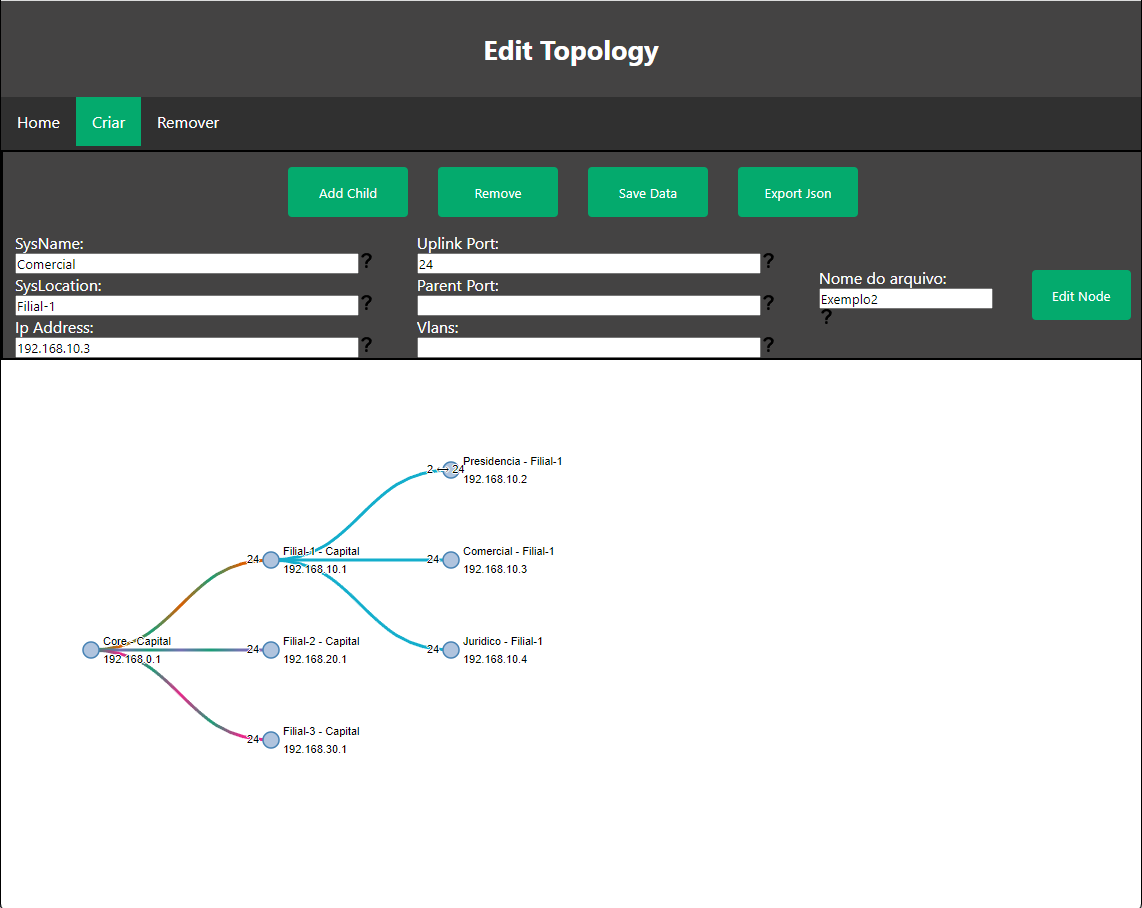 Edit Topology
Home Criar Remover
Add Child Remove Save Data Export Json
SysName:
Comercial ?
SysLocation:
Filial-1 ?
Ip Address:
192.168.10.3 ?
Uplink Port:
24 ?
Parent Port:
?
Vlans:
?
Nome do arquivo:
Exemplo2
?
Edit Node
Presidencia - Filial-1
2 → 24
192.168.10.2
Filial-1 - Capital
24
192.168.10.1
Comercial - Filial-1
24
192.168.10.3
Core - Capital
192.168.0.1
Filial-2 - Capital
24
192.168.20.1
Juridico - Filial-1
24
192.168.10.4
Filial-3 - Capital
24
192.168.30.1